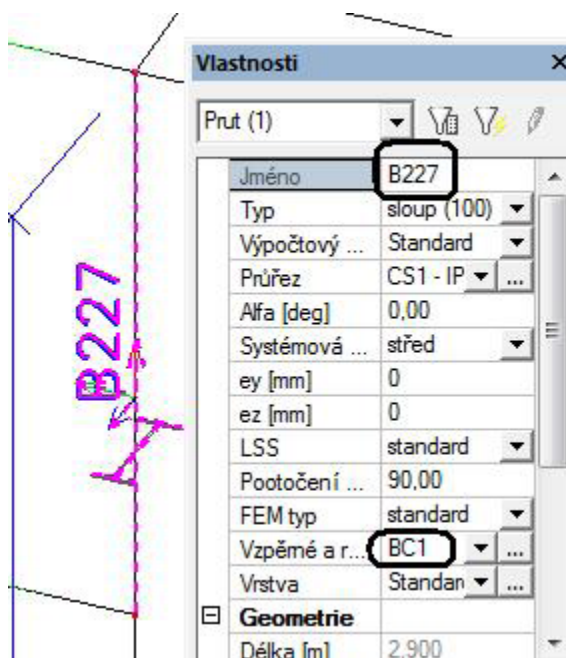 B227
Vlastnosti
Prut (1)
Jméno B227
Typ sloup (100)
Výpočtový ... Standard
Průřez CS1 - IP ...
Alfa [deg] 0,00
Systémová ... střed
ey [mm] 0
ez [mm] 0
LSS standard
Pootočení ... 90,00
FEM typ standard
Vzpěrné a r... BC1 ...
Vrstva Standar ...
Geometrie
Délka [m] 2.900